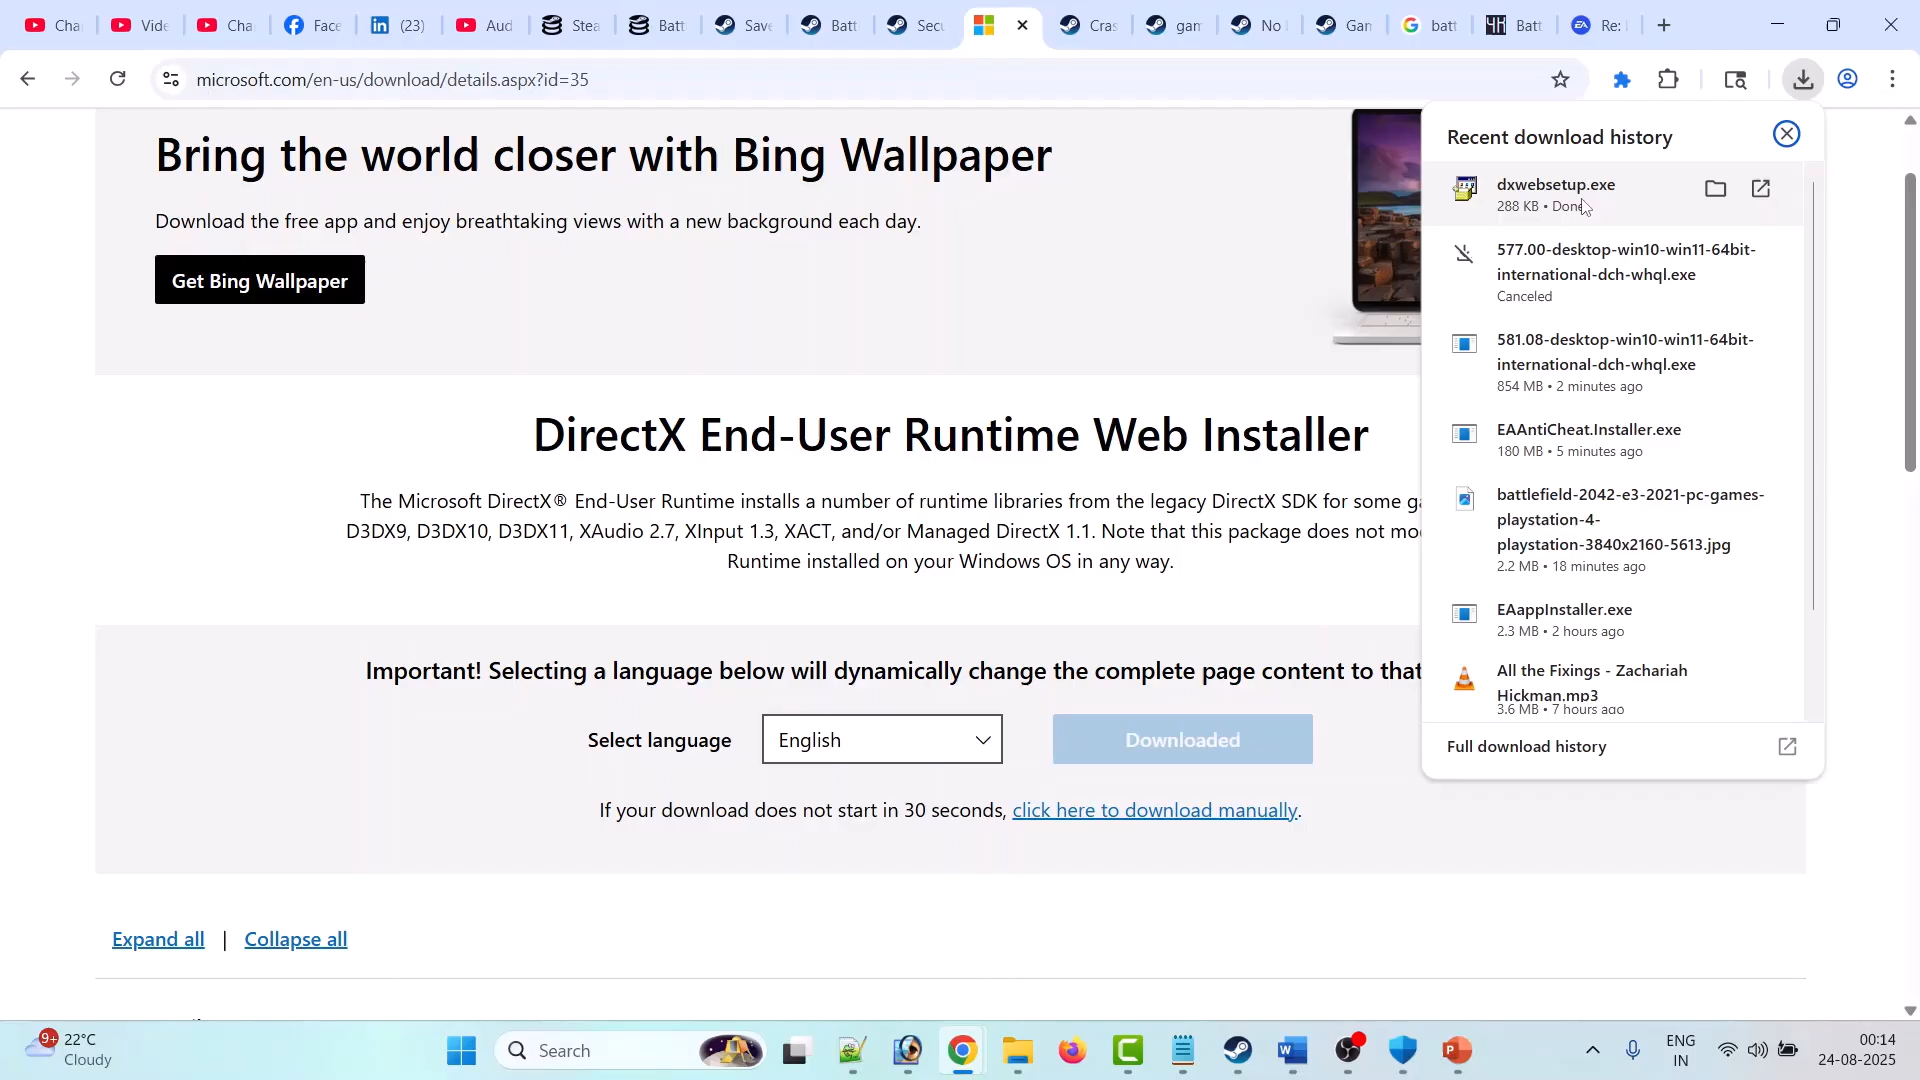 Cha
Vide
Cha
Face
(23)
Aud
Stea
Batt
Save
Batt
Secu
Cras
gam
No
Gan
batt
Batt
Re:
microsoft.com/en-us/download/details.aspx?id=35
Bring the world closer with Bing Wallpaper
Download the free app and enjoy breathtaking views with a new background each day.
Get Bing Wallpaper
DirectX End-User Runtime Web Installer
The Microsoft DirectX® End-User Runtime installs a number of runtime libraries from the legacy DirectX SDK for some ga
D3DX9, D3DX10, D3DX11, XAudio 2.7, XInput 1.3, XACT, and/or Managed DirectX 1.1. Note that this package does not mo
Runtime installed on your Windows OS in any way.
Important! Selecting a language below will dynamically change the complete page content to that
Select language
English
Downloaded
If your download does not start in 30 seconds, click here to download manually.
Expand all | Collapse all
Recent download history
dxwebsetup.exe
288 KB • Done
577.00-desktop-win10-win11-64bit-
international-dch-whql.exe
Canceled
581.08-desktop-win10-win11-64bit-
international-dch-whql.exe
854 MB • 2 minutes ago
EAAntiCheat.Installer.exe
180 MB • 5 minutes ago
battlefield-2042-e3-2021-pc-games-
playstation-4-
playstation-3840x2160-5613.jpg
2.2 MB • 18 minutes ago
EAappInstaller.exe
2.3 MB • 2 hours ago
All the Fixings - Zachariah
Hickman.mp3
3.6 MB • 7 hours ago
Full download history
9+
22°C
Cloudy
Search
ENG
IN
00:14
24-08-2025